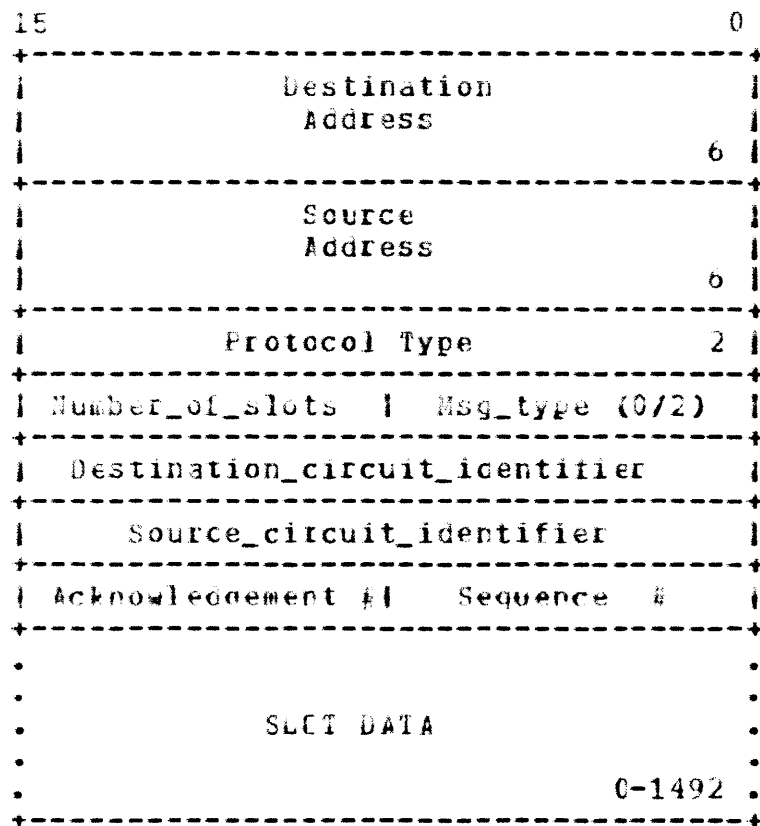 15 0
Destination
Address
6
Source
Address
6
Protocol Type 2
Number_of_slots | Msg_type (0/2)
Destination_circuit_identifier
Source_circuit_identifier
Acknowledgement #| Sequence #
SLOT DATA
0-1492